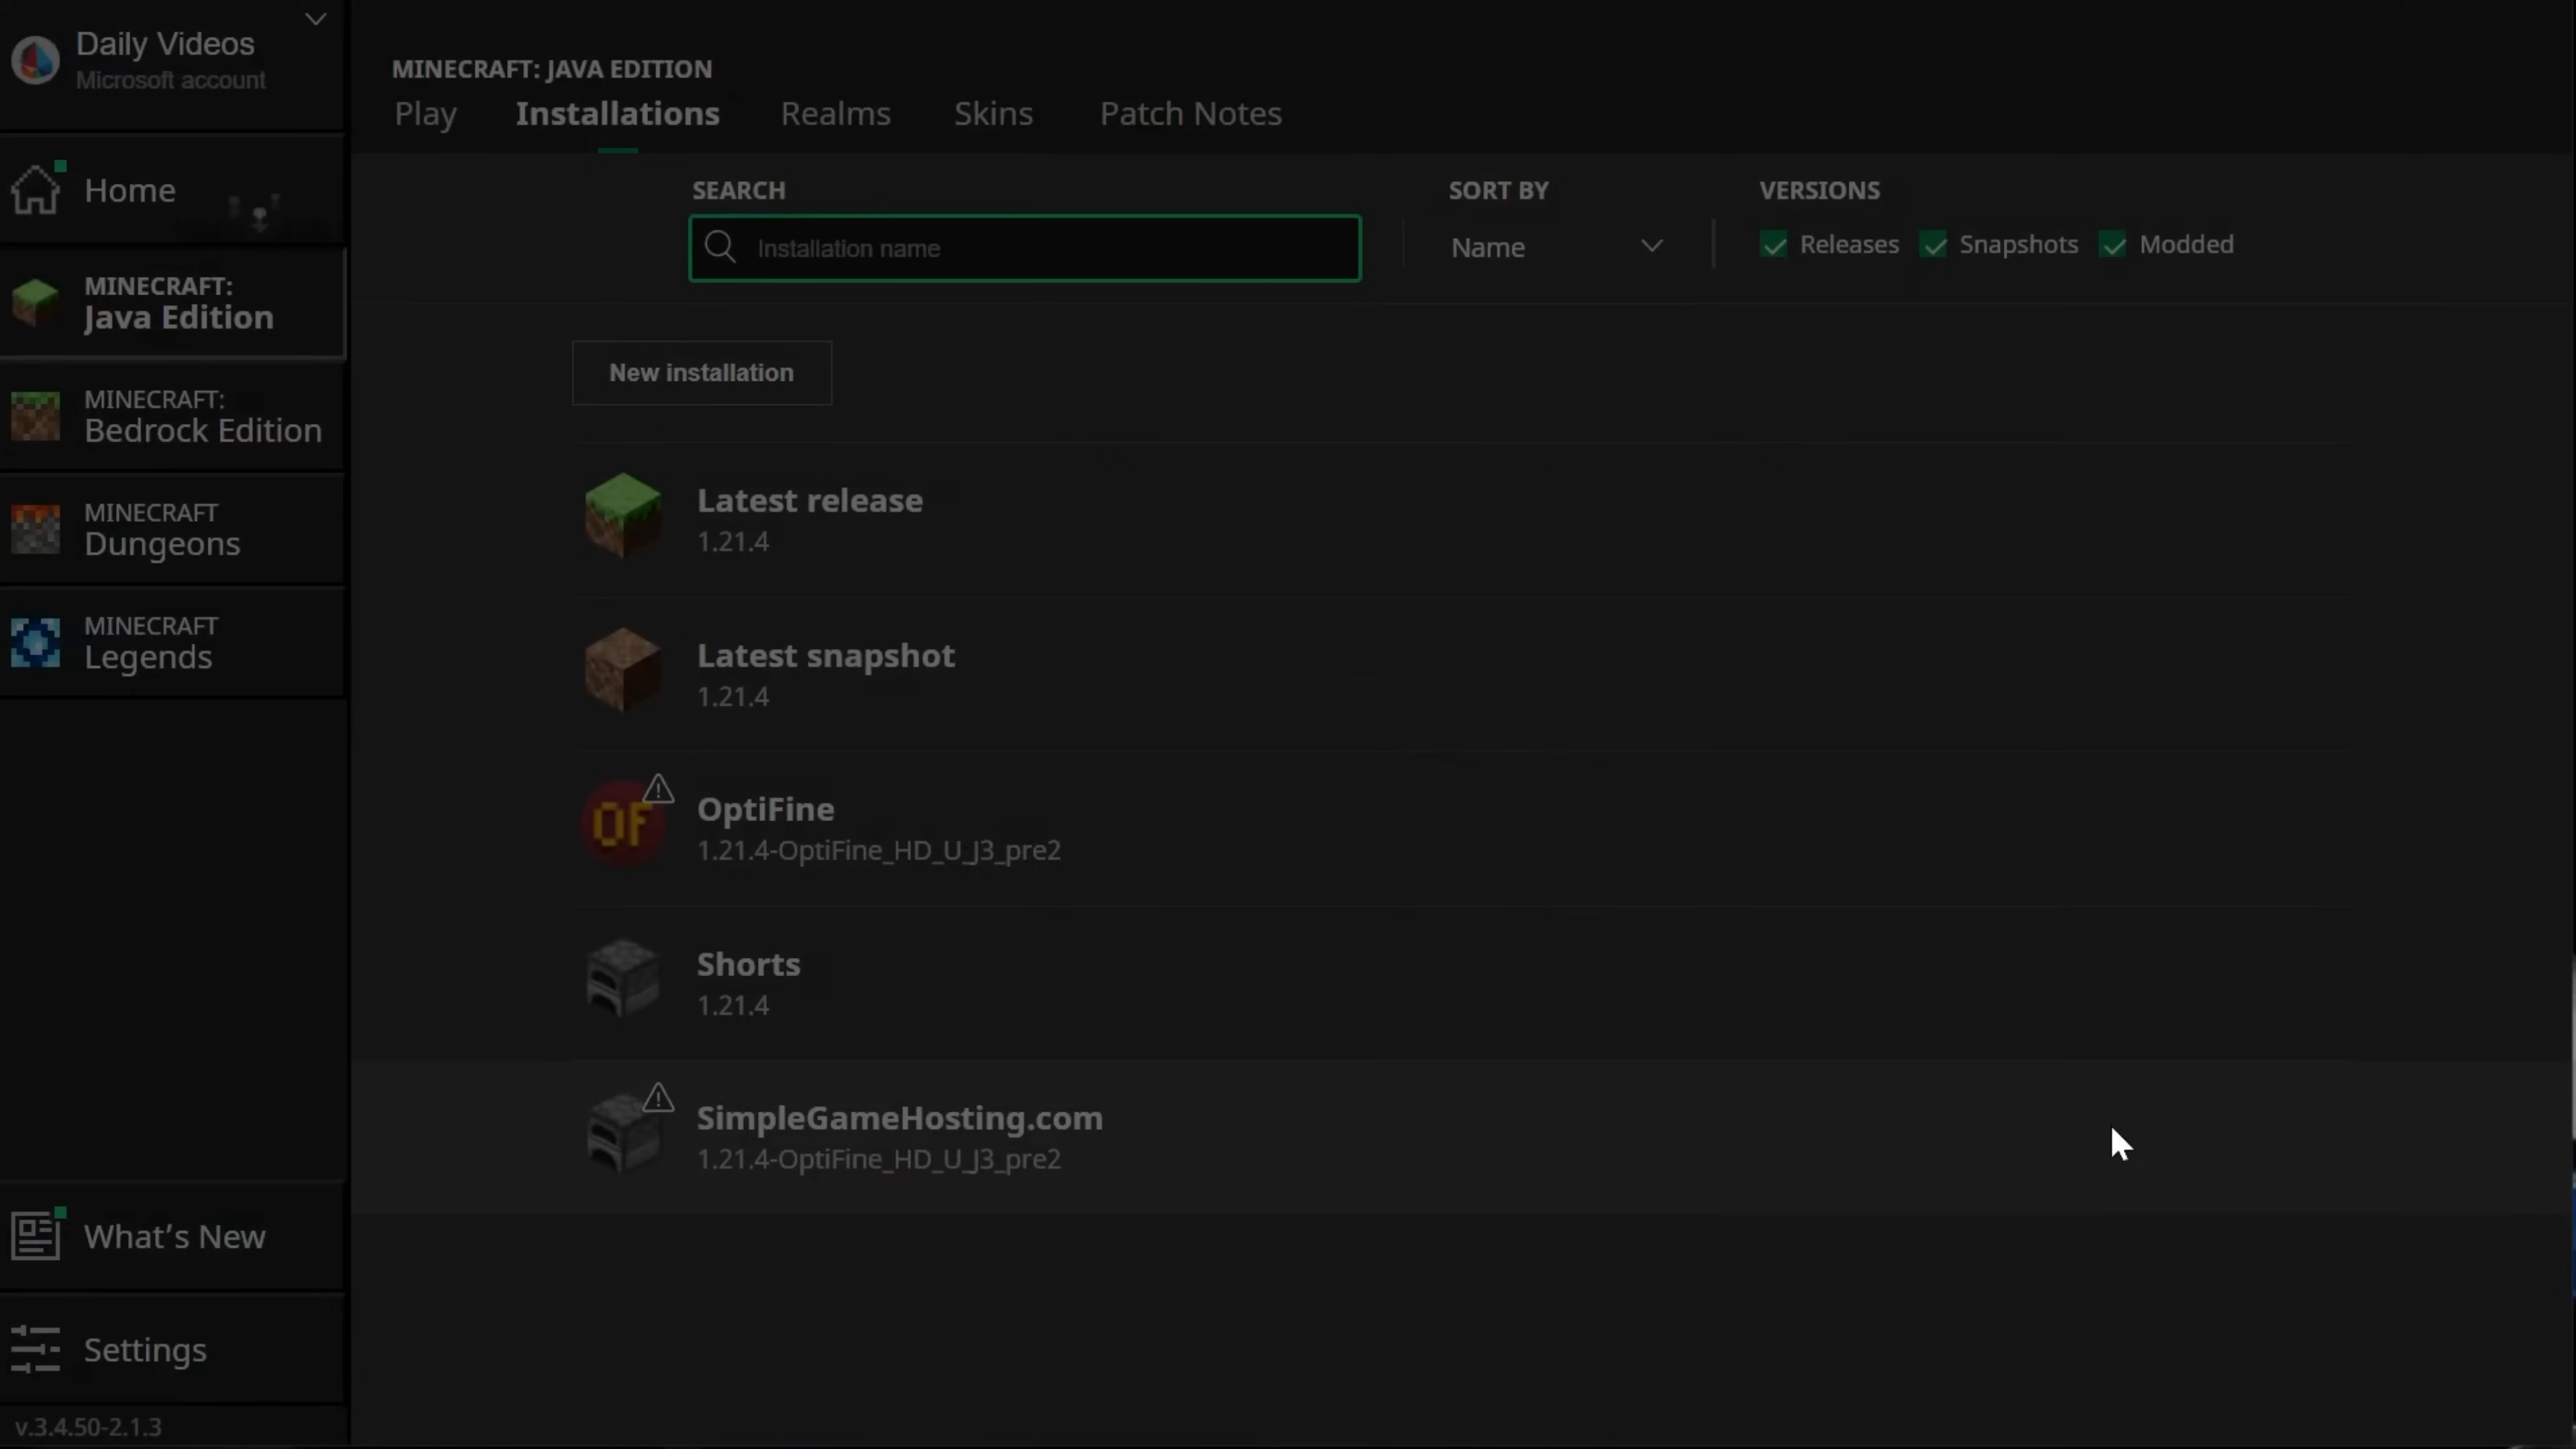 Daily Videos
Microsoft account
Home
MINECRAFT:
Java Edition
MINECRAFT:
Bedrock Edition
MINECRAFT
Dungeons
MINECRAFT
Legends
What's New
Settings
v.3.4.50-2.1.3
MINECRAFT: JAVA EDITION
Play Installations Realms Skins Patch Notes
SEARCH
Installation name
SORT BY
Name
VERSIONS
Releases Snapshots Modded
New installation
Latest release
1.21.4
Latest snapshot
1.21.4
OF
OptiFine
1.21.4-OptiFine_HD_U_J3_pre2
Shorts
1.21.4
SimpleGameHosting.com
1.21.4-OptiFine_HD_U_J3_pre2